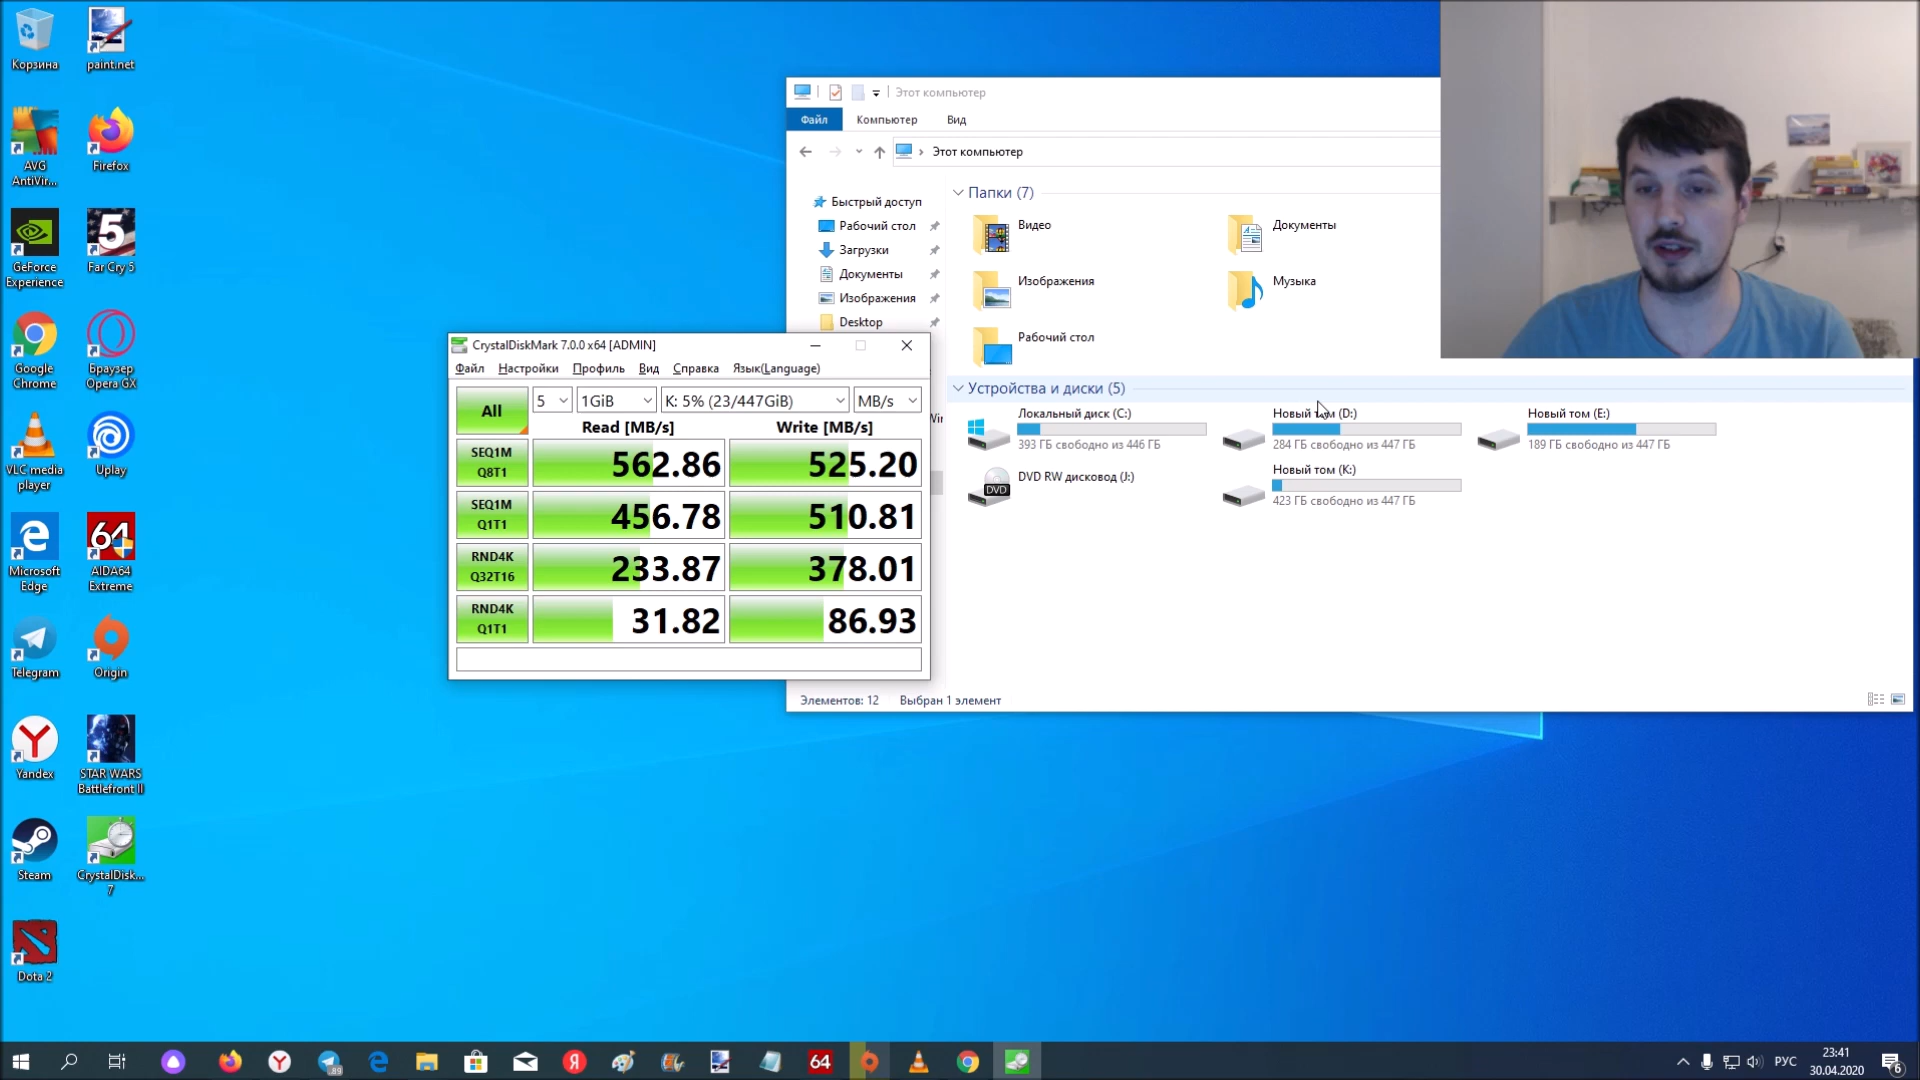 Корзина
paint.net
AVG
AntiVir...
Firefox
GeForce
Experience
5
Far Cry 5
Google
Chrome
Браузер
Opera GX
VLC media
player
Uplay
Microsoft
Edge
64
AIDA64
Extreme
Telegram
Origin
Yandex
STAR WARS
Battlefront II
Steam
CrystalDisk...
7
Dota 2
Этот компьютер
Файл
Компьютер
Вид
Этот компьютер
Быстрый доступ
Рабочий стол
Загрузки
Документы
Изображения
Desktop
Папки (7)
Видео
Документы
Изображения
Музыка
Рабочий стол
Устройства и диски (5)
Локальный диск (C:)
393 ГБ свободно из 446 ГБ
Новый том (D:)
284 ГБ свободно из 447 ГБ
Новый том (E:)
189 ГБ свободно из 447 ГБ
DVD
DVD RW дисковод (J:)
Новый том (K:)
423 ГБ свободно из 447 ГБ
Элементов: 12 Выбран 1 элемент
CrystalDiskMark 7.0.0 x64 [ADMIN]
Файл Настройки Профиль Вид Справка Язык(Language)
All 5 1GiB K: 5% (23/447GiB) MB/s
Read [MB/s] Write [MB/s]
SEQ1M
Q8T1
562.86 525.20
SEQ1M
Q1T1
456.78 510.81
RND4K
Q32T16
233.87 378.01
RND4K
Q1T1
31.82 86.93
89
64
РУС
23:41
30.04.2020
6